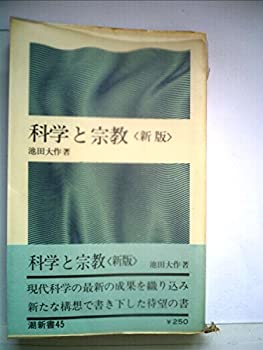 科学と宗教〈新版〉
池田大作著
科学と宗教〈新版〉 池田大作著
現代科学の最新の成果を織り込み
新たな構想で書き下した待望の書
潮新書45 ¥250